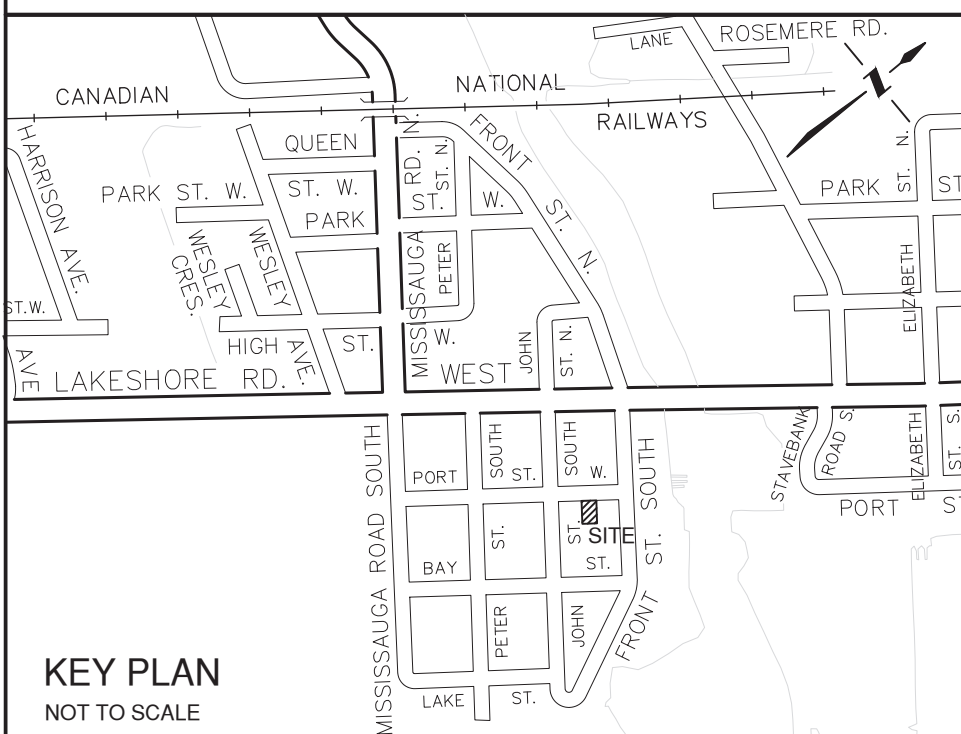 ROSEMERE RD.
LANE
CANADIAN
NATIONAL
RAILWAYS
HARRISON AVE.
QUEEN
ST. W.
PARK ST. W.
PARK
ST.
W.
MISSISSAUGA
RD.
N.
ST. N.
PETER
FRONT
ST. N.
PARK
ST
ST. N.
ELIZABETH
WESLEY
CRES.
WESLEY
AVE.
ST.W.
HIGH
ST.
W.
JOHN
ST. N.
AVE
LAKESHORE RD.
WEST
MISSISSAUGA ROAD SOUTH
SOUTH
SOUTH
PORT
ST.
W.
STAVEBANK
ROAD S.
ELIZABETH
ST. S.
PORT
ST
ST.
ST.
SITE
BAY
ST.
ST. SOUTH
FRONT
PETER
JOHN
LAKE
ST.
KEY PLAN
NOT TO SCALE